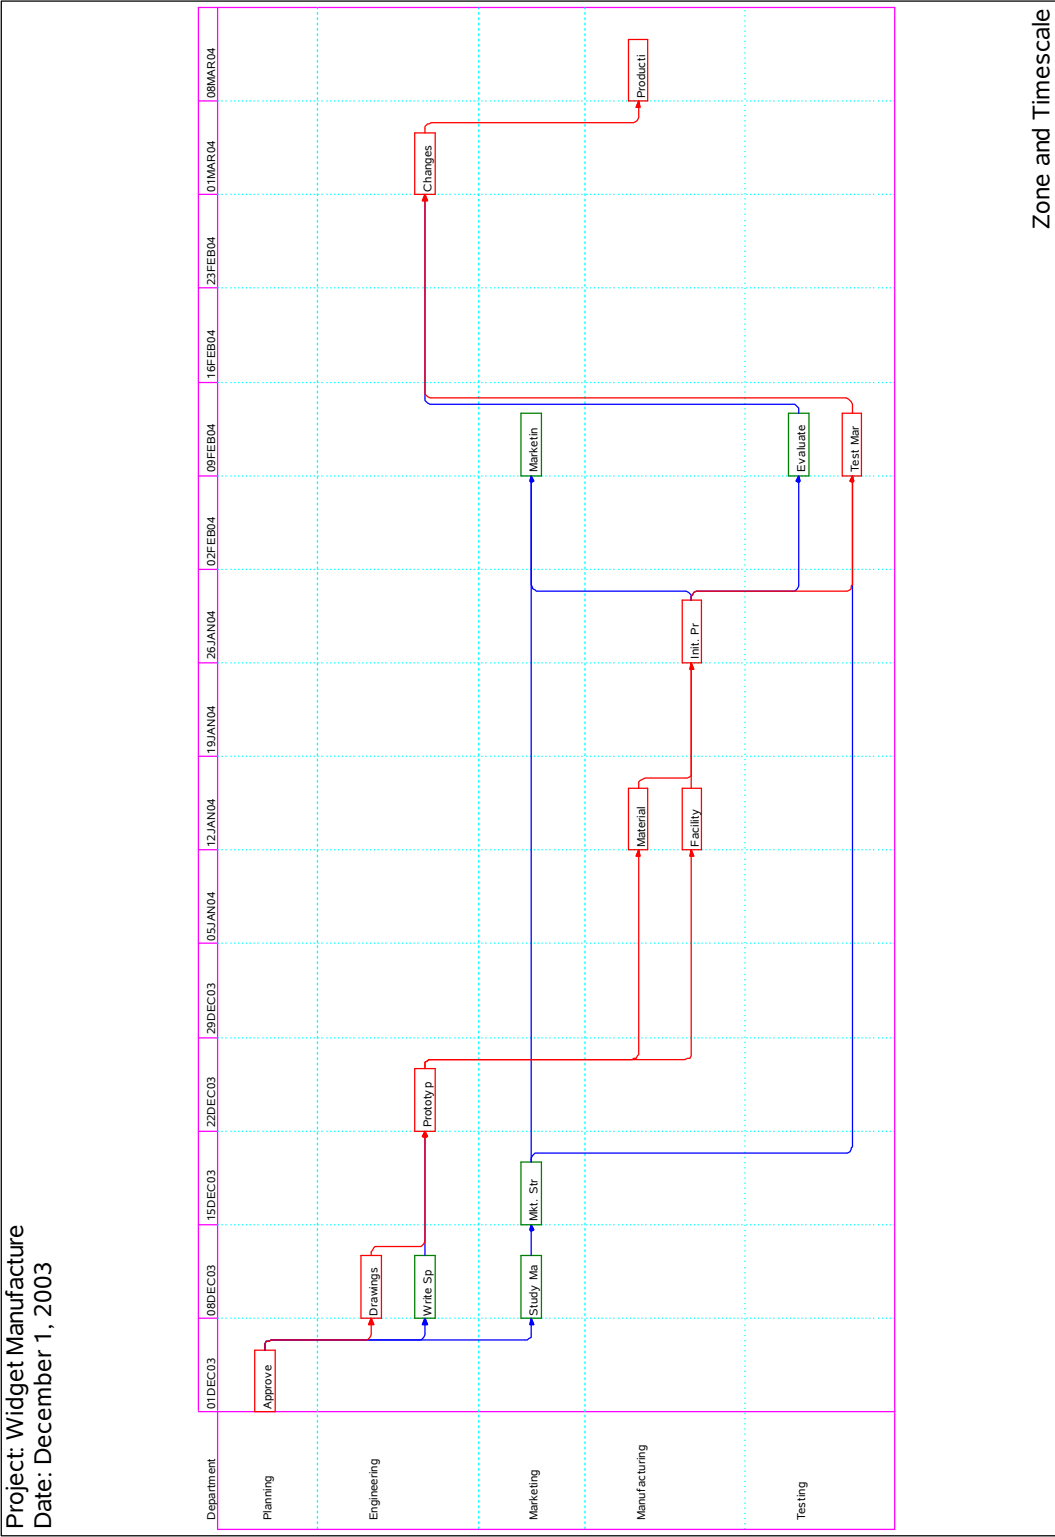 Project: Widget Manufacture
Date: December 1, 2003
Department 01DEC03 08DEC03 15DEC03 22DEC03 29DEC03 05JAN04 12JAN04 19JAN04 26JAN04 02FEB04 09FEB04 16FEB04 23FEB04 01MAR04 08MAR04
Planning
Approve
Engineering
Drawings
Write Sp
Prototyp
Changes
Marketing
Study Ma
Mkt. Str
Marketin
Manufacturing
Material
Producti
Facility
Init. Pr
Testing
Evaluate
Test Mar
Zone and Timescale